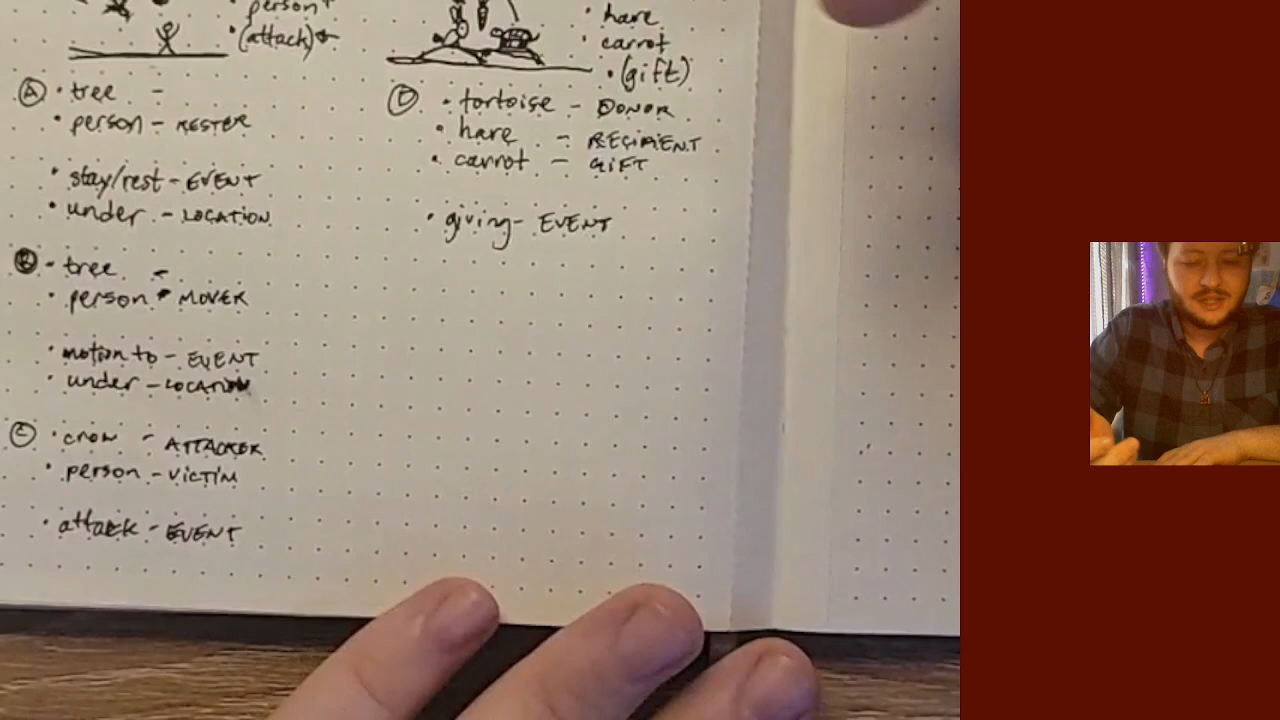 person
• (attack)
• hare
• carrot
• (gift)
Ⓐ • tree -
• person - RESTER
• stay/rest - EVENT
• under - LOCATION
Ⓑ - tree -
• person - MOVER
• motion to - EVENT
• under - LOCATION
Ⓒ • crow - ATTACKER
• person - VICTIM
• attack - EVENT
Ⓓ • tortoise - DONOR
• hare - RECIPIENT
• carrot - GIFT
• giving - EVENT